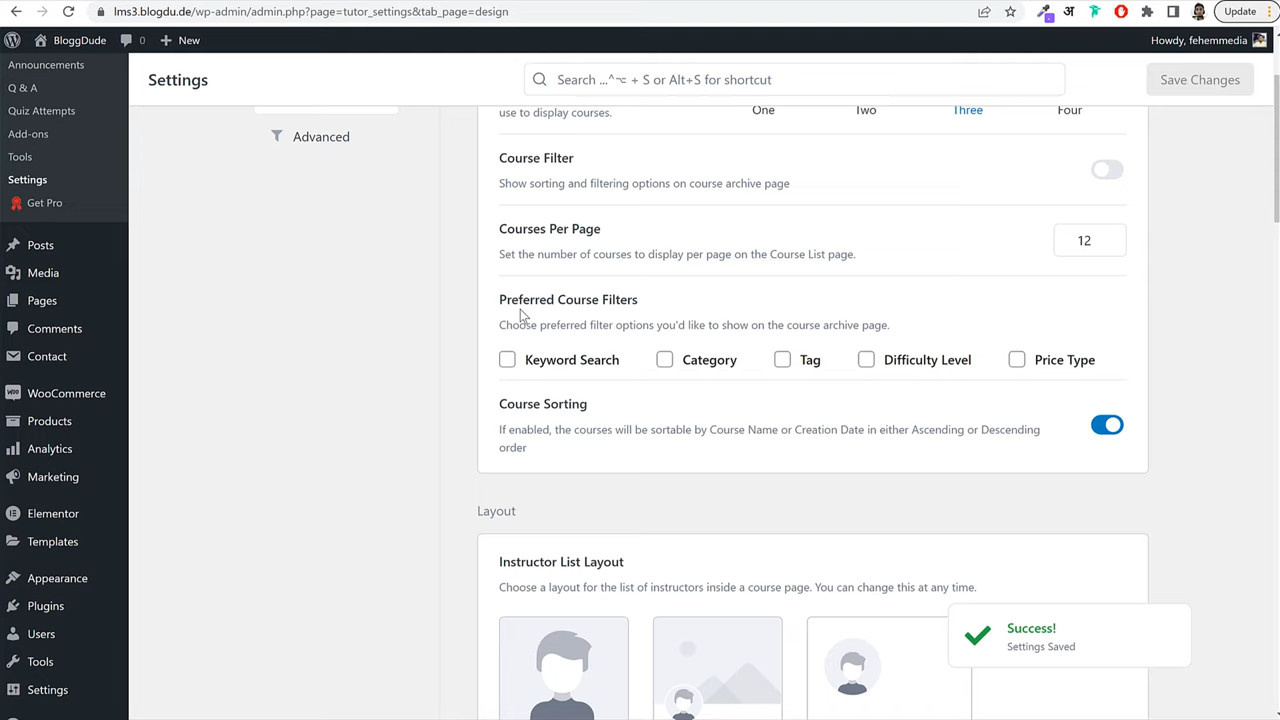 lms3.blogdu.de/wp-admin/admin.php?page=tutor_settings&tab_page=design
अ
Update
BloggDude
0
New
Howdy, fehemmedia
Announcements
Q & A
Quiz Attempts
Add-ons
Tools
Settings
Get Pro
Posts
Media
Pages
Comments
Contact
WooCommerce
Products
Analytics
Marketing
Elementor
Templates
Appearance
Plugins
Users
Tools
Settings
Settings
Search ...^⌥ + S or Alt+S for shortcut
Save Changes
Advanced
use to display courses.
One
Two
Three
Four
Course Filter
Show sorting and filtering options on course archive page
Courses Per Page
12
Set the number of courses to display per page on the Course List page.
Preferred Course Filters
Choose preferred filter options you'd like to show on the course archive page.
Keyword Search
Category
Tag
Difficulty Level
Price Type
Course Sorting
If enabled, the courses will be sortable by Course Name or Creation Date in either Ascending or Descending
order
Layout
Instructor List Layout
Choose a layout for the list of instructors inside a course page. You can change this at any time.
Success!
Settings Saved